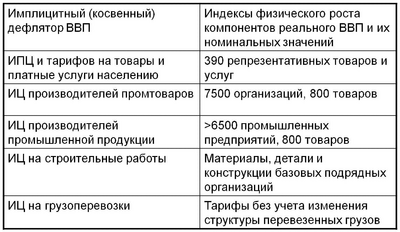 Имплицитный (косвенный)
дефлятор ВВП
Индексы физического роста
компонентов реального ВВП и их
номинальных значений
ИПЦ и тарифов на товары и
платные услуги населению
390 репрезентативных товаров и
услуг
ИЦ производителей промтоваров
7500 организаций, 800 товаров
ИЦ производителей
промышленной продукции
>6500 промышленных
предприятий, 800 товаров
ИЦ на строительные работы
Материалы, детали и
конструкции базовых подрядных
организаций
ИЦ на грузоперевозки
Тарифы без учета изменения
структуры перевезенных грузов